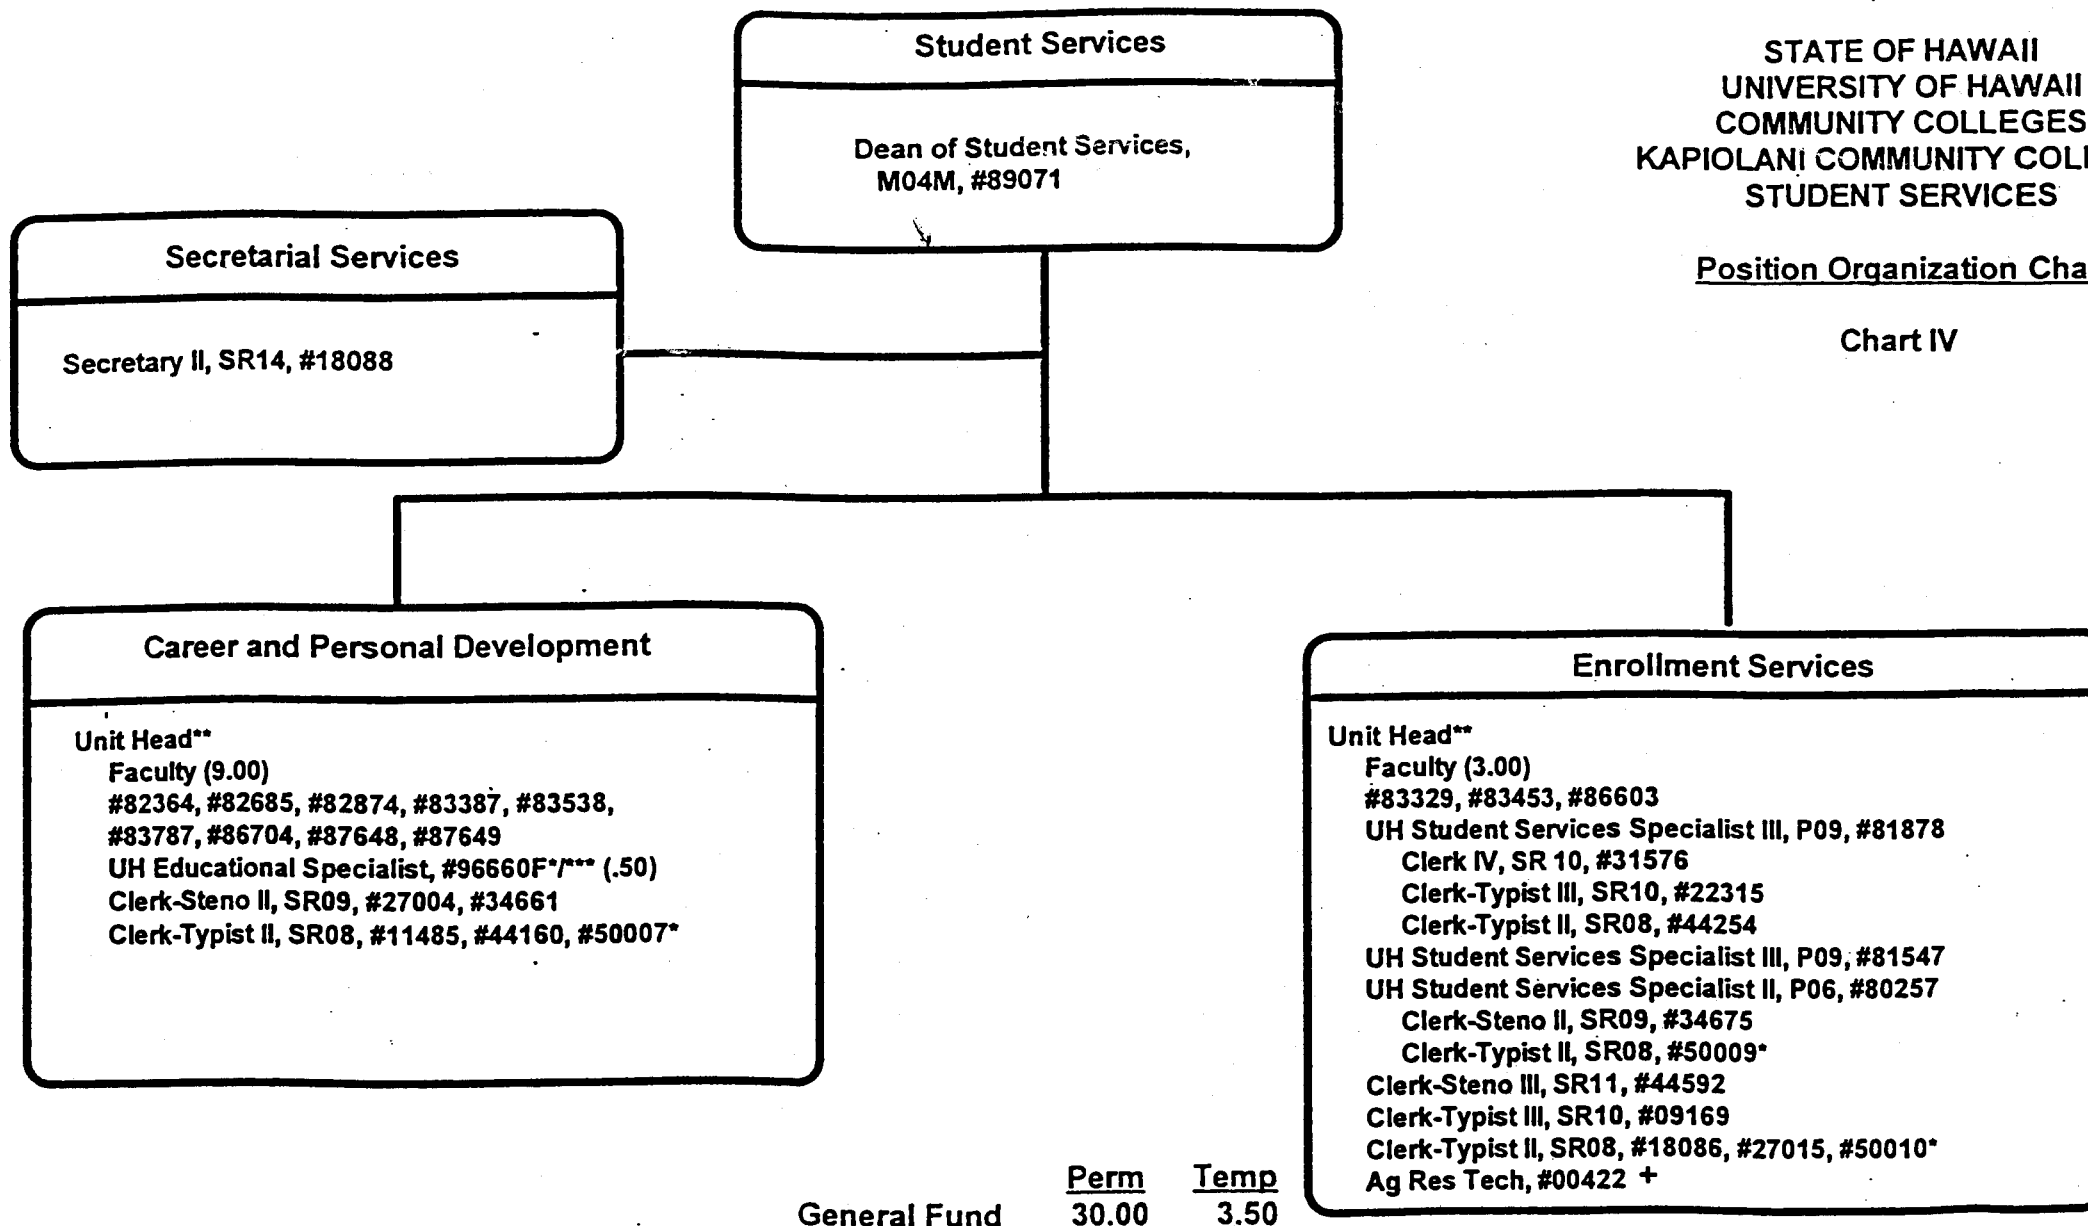 Student Services
Dean of Student Services,
M04M, #89071
STATE OF HAWAII
UNIVERSITY OF HAWAII
COMMUNITY COLLEGES
KAPIOLANI COMMUNITY COLL
STUDENT SERVICES
Position Organization Cha
Chart IV
Secretarial Services
Secretary II, SR14, #18088
Career and Personal Development
Unit Head**
Faculty (9.00)
#82364, #82685, #82874, #83387, #83538,
#83787, #86704, #87648, #87649
UH Educational Specialist, #96660F*/*** (.50)
Clerk-Steno II, SR09, #27004, #34661
Clerk-Typist II, SR08, #11485, #44160, #50007*
Enrollment Services
Unit Head**
Faculty (3.00)
#83329, #83453, #86603
UH Student Services Specialist III, P09, #81878
Clerk IV, SR 10, #31576
Clerk-Typist III, SR10, #22315
Clerk-Typist II, SR08, #44254
UH Student Services Specialist III, P09, #81547
UH Student Services Specialist II, P06, #80257
Clerk-Steno II, SR09, #34675
Clerk-Typist II, SR08, #50009*
Clerk-Steno III, SR11, #44592
Clerk-Typist III, SR10, #09169
Clerk-Typist II, SR08, #18086, #27015, #50010*
Ag Res Tech, #00422 +
Perm Temp
General Fund 30.00 3.50